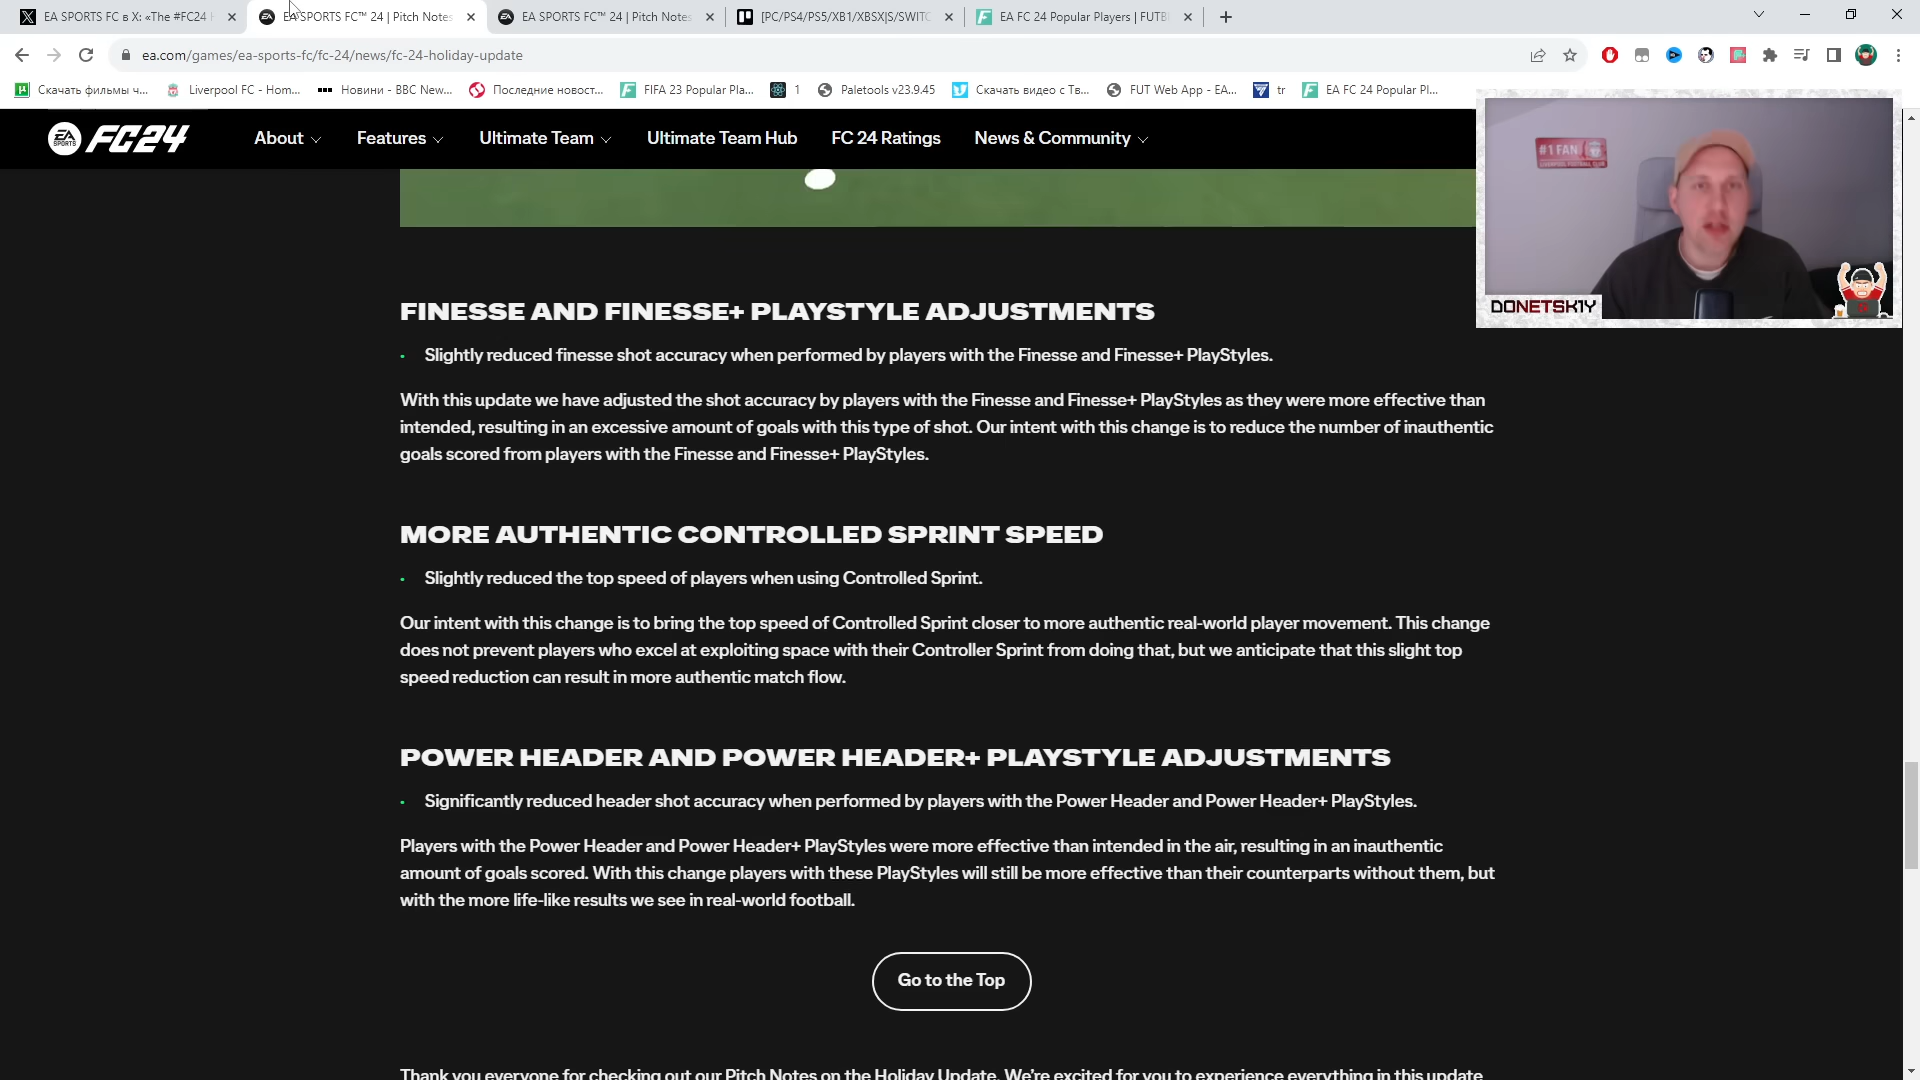 EA SPORTS FC в X: «The #FC24 H
EA SPORTS FC™ 24 | Pitch Notes
EA SPORTS FC™ 24 | Pitch Notes
[PC/PS4/PS5/XB1/XBSX|S/SWITC
EA FC 24 Popular Players | FUTB
ea.com/games/ea-sports-fc/fc-24/news/fc-24-holiday-update
Скачать фильмы ч...
Liverpool FC - Hom...
Новини - BBC New...
Последние новост...
FIFA 23 Popular Pla...
1
Paletools v23.9.45
Скачать видео с Тв...
FUT Web App - EA...
tr
EA FC 24 Popular Pl...
EA SPORTS FC24
About
Features
Ultimate Team
Ultimate Team Hub
FC 24 Ratings
News & Community
#1 FAN
LIVERPOOL FOOTBALL CLUB
DONETSK1Y
FINESSE AND FINESSE+ PLAYSTYLE ADJUSTMENTS
Slightly reduced finesse shot accuracy when performed by players with the Finesse and Finesse+ PlayStyles.
With this update we have adjusted the shot accuracy by players with the Finesse and Finesse+ PlayStyles as they were more effective than
intended, resulting in an excessive amount of goals with this type of shot. Our intent with this change is to reduce the number of inauthentic
goals scored from players with the Finesse and Finesse+ PlayStyles.
MORE AUTHENTIC CONTROLLED SPRINT SPEED
Slightly reduced the top speed of players when using Controlled Sprint.
Our intent with this change is to bring the top speed of Controlled Sprint closer to more authentic real-world player movement. This change
does not prevent players who excel at exploiting space with their Controller Sprint from doing that, but we anticipate that this slight top
speed reduction can result in more authentic match flow.
POWER HEADER AND POWER HEADER+ PLAYSTYLE ADJUSTMENTS
Significantly reduced header shot accuracy when performed by players with the Power Header and Power Header+ PlayStyles.
Players with the Power Header and Power Header+ PlayStyles were more effective than intended in the air, resulting in an inauthentic
amount of goals scored. With this change players with these PlayStyles will still be more effective than their counterparts without them, but
with the more life-like results we see in real-world football.
Go to the Top
Thank you everyone for checking out our Pitch Notes on the Holiday Update. We're excited for you to experience everything in this update